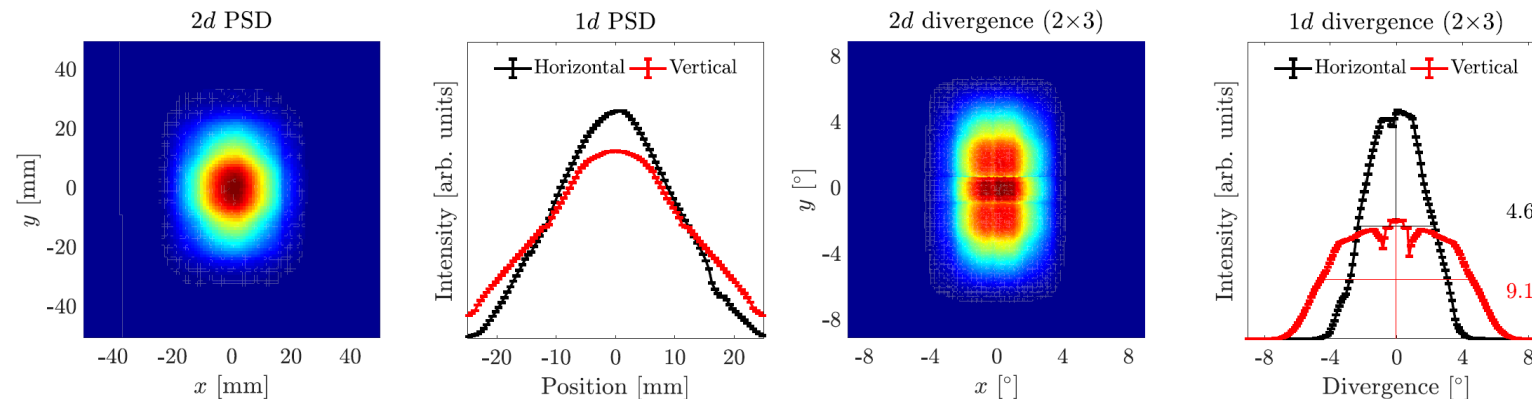 2d PSD
y [mm]
40
20
0
-20
-40
-40 -20 0 20 40
x [mm]
1d PSD
Horizontal Vertical
Intensity [arb. units]
-20 -10 0 10 20
Position [mm]
2d divergence (2×3)
y [°]
8
4
0
-4
-8
-8 -4 0 4 8
x [°]
1d divergence (2×3)
Horizontal Vertical
Intensity [arb. units]
4.6
9.1
-8 -4 0 4 8
Divergence [°]